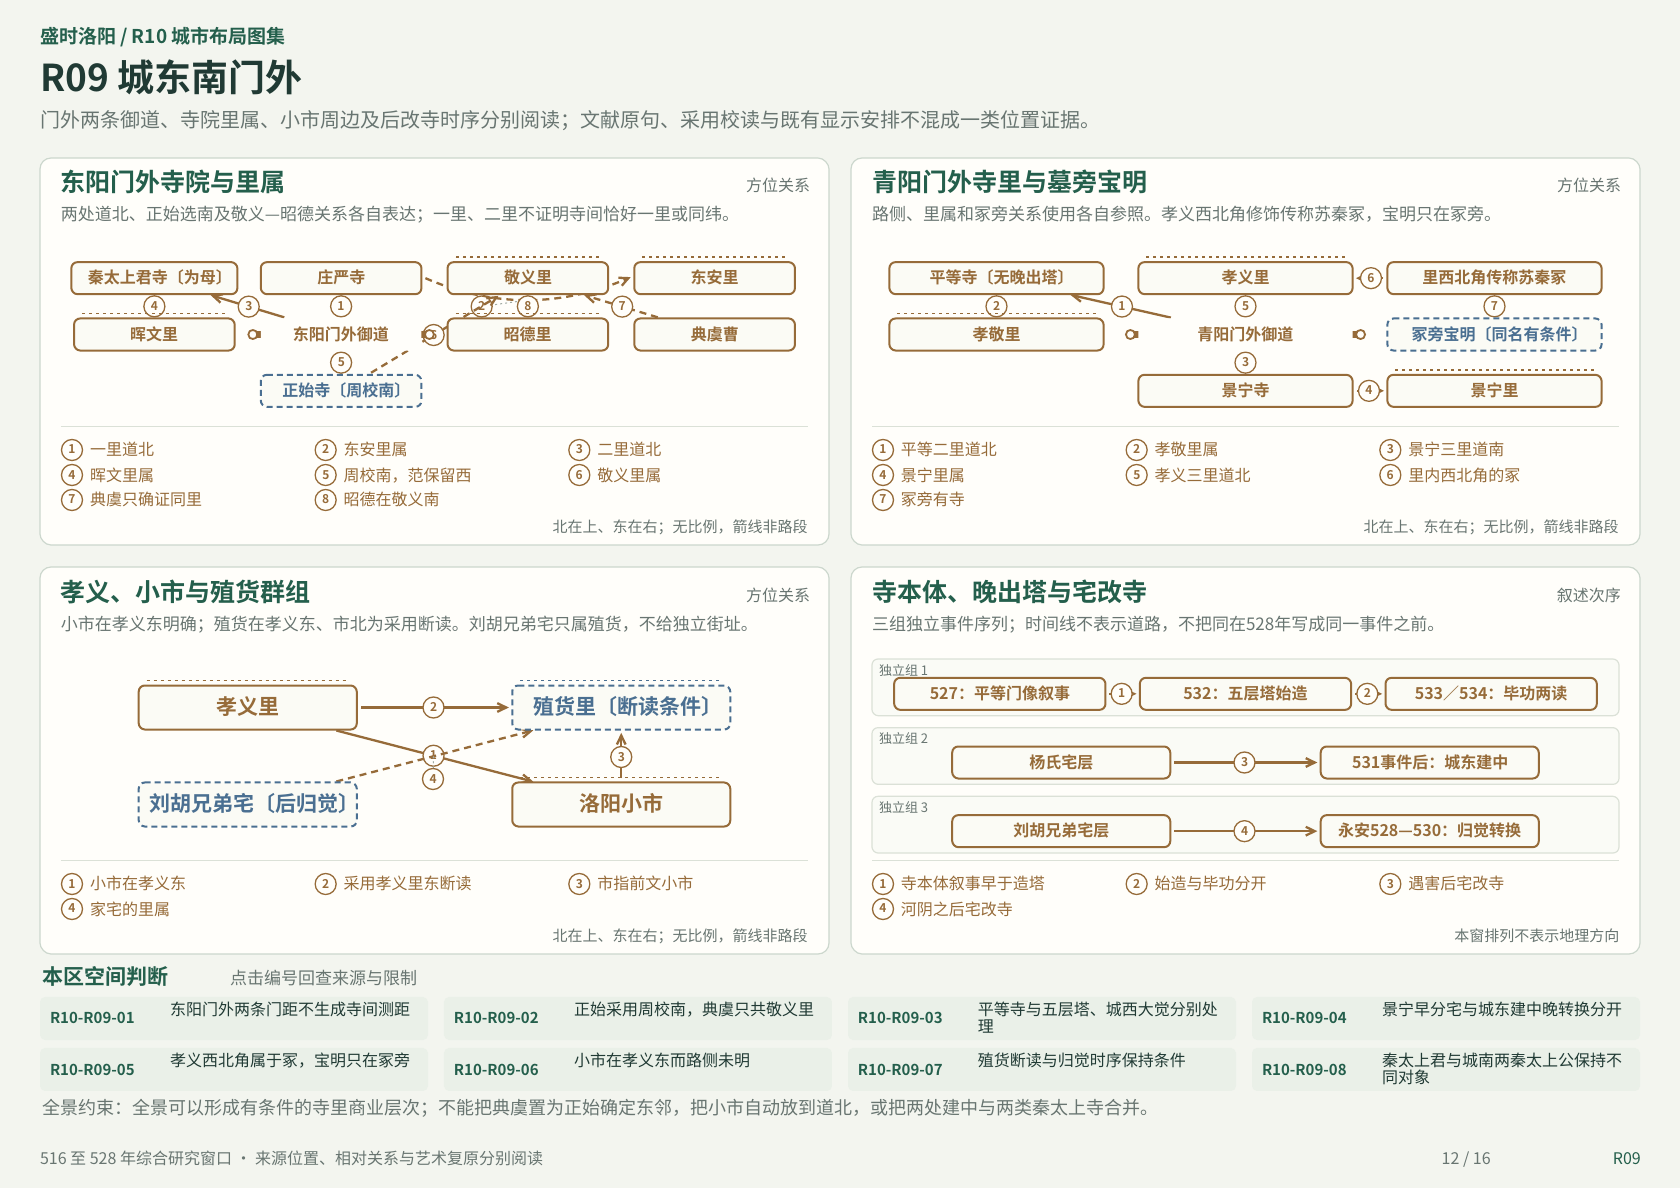 盛时洛阳 / R10 城市布局图集
R09 城东南门外
门外两条御道、寺院里属、小市周边及后改寺时序分别阅读；文献原句、采用校读与既有显示安排不混成一类位置证据。
东阳门外寺院与里属
方位关系
两处道北、正始选南及敬义—昭德关系各自表达；一里、二里不证明寺间恰好一里或同纬。
秦太上君寺〔为母〕
庄严寺
敬义里
东安里
4
3
1
2
8
7
晖文里
东阳门外御道
6
昭德里
典虞曹
5
正始寺〔周校南〕
1 一里道北
2 东安里属
3 二里道北
4 晖文里属
5 周校南，范保留西
6 敬义里属
7 典虞只确证同里
8 昭德在敬义南
北在上、东在右；无比例，箭线非路段
青阳门外寺里与墓旁宝明
方位关系
路侧、里属和冢旁关系使用各自参照。孝义西北角修饰传称苏秦冢，宝明只在冢旁。
平等寺〔无晚出塔〕
孝义里
6
里西北角传称苏秦冢
2
1
5
7
孝敬里
青阳门外御道
冢旁宝明〔同名有条件〕
3
景宁寺
4
景宁里
1 平等二里道北
2 孝敬里属
3 景宁三里道南
4 景宁里属
5 孝义三里道北
6 里内西北角的冢
7 冢旁有寺
北在上、东在右；无比例，箭线非路段
孝义、小市与殖货群组
方位关系
小市在孝义东明确；殖货在孝义东、市北为采用断读。刘胡兄弟宅只属殖货，不给独立街址。
孝义里
2
殖货里〔断读条件〕
1
3
4
刘胡兄弟宅〔后归觉〕
洛阳小市
1 小市在孝义东
2 采用孝义里东断读
3 市指前文小市
4 家宅的里属
北在上、东在右；无比例，箭线非路段
寺本体、晚出塔与宅改寺
叙述次序
三组独立事件序列；时间线不表示道路，不把同在528年写成同一事件之前。
独立组 1
527：平等门像叙事
1
532：五层塔始造
2
533／534：毕功两读
独立组 2
杨氏宅层
3
531事件后：城东建中
独立组 3
刘胡兄弟宅层
4
永安528—530：归觉转换
1 寺本体叙事早于造塔
2 始造与毕功分开
3 遇害后宅改寺
4 河阴之后宅改寺
本窗排列不表示地理方向
本区空间判断
点击编号回查来源与限制
R10-R09-01 东阳门外两条门距不生成寺间测距
R10-R09-02 正始采用周校南，典虞只共敬义里
R10-R09-03 平等寺与五层塔、城西大觉分别处
理
R10-R09-04 景宁早分宅与城东建中晚转换分开
R10-R09-05 孝义西北角属于冢，宝明只在冢旁
R10-R09-06 小市在孝义东而路侧未明
R10-R09-07 殖货断读与归觉时序保持条件
R10-R09-08 秦太上君与城南两秦太上公保持不
同对象
全景约束：全景可以形成有条件的寺里商业层次；不能把典虞置为正始确定东邻，把小市自动放到道北，或把两处建中与两类秦太上寺合并。
516 至 528 年综合研究窗口 · 来源位置、相对关系与艺术复原分别阅读
12 / 16
R09